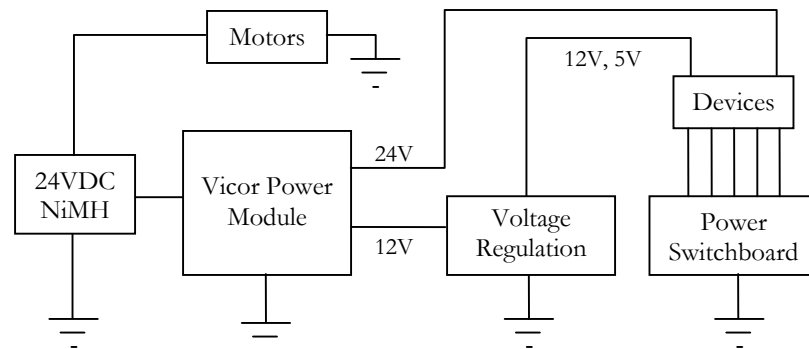 Motors
12V, 5V
Devices
24V
24VDC
NiMH
Vicor Power
Module
12V
Voltage
Regulation
Power
Switchboard